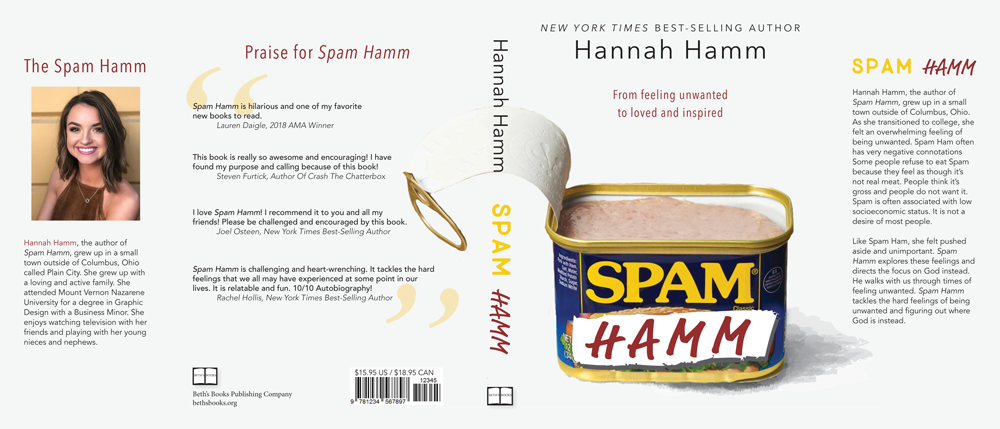 The Spam Hamm
Hannah Hamm, the author of
Spam Hamm, grew up in a small
town outside of Columbus, Ohio
called Plain City. She grew up with
a loving and active family. She
attended Mount Vernon Nazarene
University for a degree in Graphic
Design with a Business Minor. She
enjoys watching television with her
friends and playing with her young
nieces and nephews.
Praise for Spam Hamm
“
Spam Hamm is hilarious and one of my favorite
new books to read.
Lauren Daigle, 2018 AMA Winner
This book is really so awesome and encouraging! I have
found my purpose and calling because of this book!
Steven Furtick, Author Of Crash The Chatterbox
I love Spam Hamm! I recommend it to you and all my
friends! Please be challenged and encouraged by this book.
Joel Osteen, New York Times Best-Selling Author
Spam Hamm is challenging and heart-wrenching. It tackles the hard
feelings that we all may have experienced at some point in our
lives. It is relatable and fun. 10/10 Autobiography!
Rachel Hollis, New York Times Best-Selling Author
”
BETH'S BOOKS
Beth's Books Publishing Company
bethsbooks.org
$15.95 US / $18.95 CAN
12345
9 781234 567897
Hannah Hamm
SPAM
HAMM
BETH'S BOOKS
NEW YORK TIMES BEST-SELLING AUTHOR
Hannah Hamm
From feeling unwanted
to loved and inspired
SPAM®
Classic
HAMM
SPAM HAMM
Hannah Hamm, the author of
Spam Hamm, grew up in a small
town outside of Columbus, Ohio.
As she transitioned to college, she
felt an overwhelming feeling of
being unwanted. Spam Ham often
has very negative connotations
Some people refuse to eat Spam
because they feel as though it's
not real meat. People think it's
gross and people do not want it.
Spam is often associated with low
socioeconomic status. It is not a
desire of most people.
Like Spam Ham, she felt pushed
aside and unimportant. Spam
Hamm explores these feelings and
directs the focus on God instead.
He walks with us through times of
feeling unwanted. Spam Hamm
tackles the hard feelings of being
unwanted and figuring out where
God is instead.